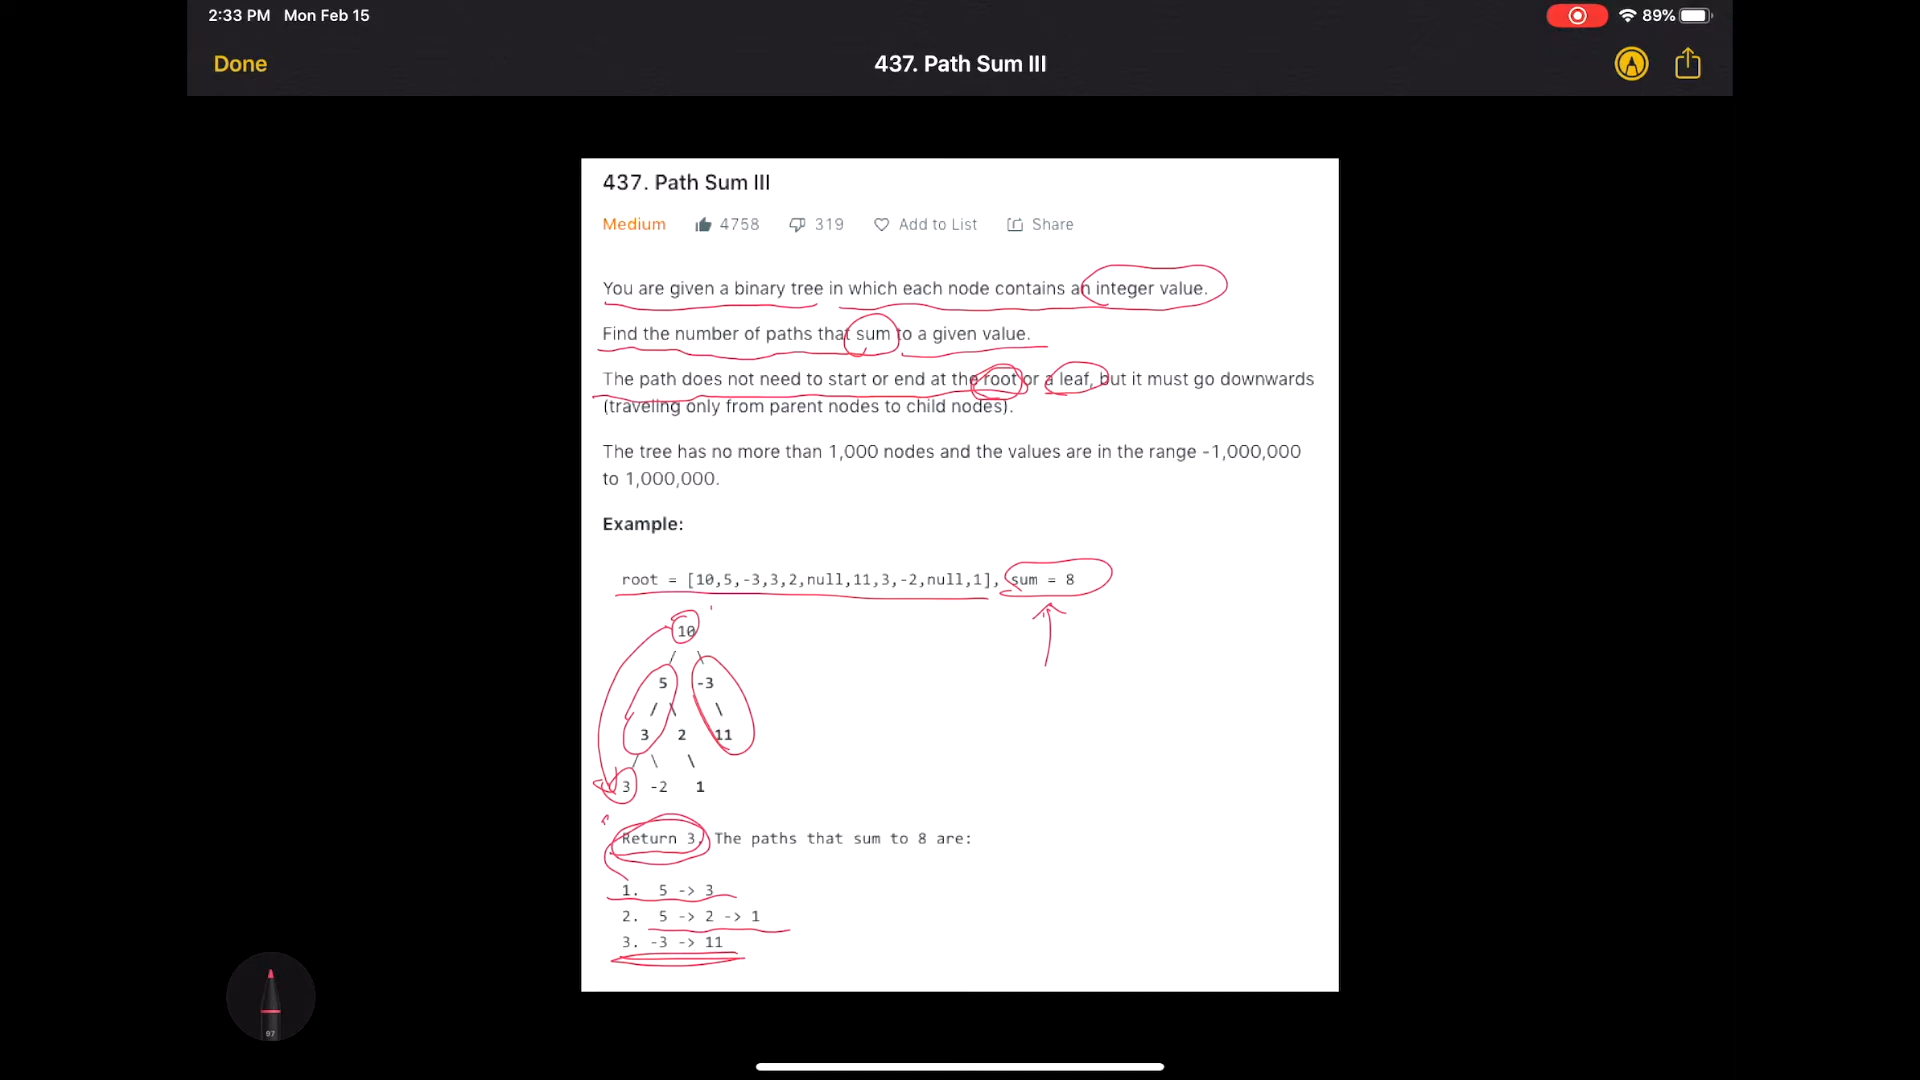 2:33 PM Mon Feb 15
89%
Done
437. Path Sum III
437. Path Sum III
Medium 4758 319 Add to List Share
You are given a binary tree in which each node contains an integer value.
Find the number of paths that sum to a given value.
The path does not need to start or end at the root or a leaf, but it must go downwards
(traveling only from parent nodes to child nodes).
The tree has no more than 1,000 nodes and the values are in the range -1,000,000
to 1,000,000.
Example:
root = [10,5,-3,3,2,null,11,3,-2,null,1], sum = 8
10
/ \
5 -3
/ \ \
3 2 11
/ \ \
3 -2 1
Return 3. The paths that sum to 8 are:
1. 5 -> 3
2. 5 -> 2 -> 1
3. -3 -> 11
97